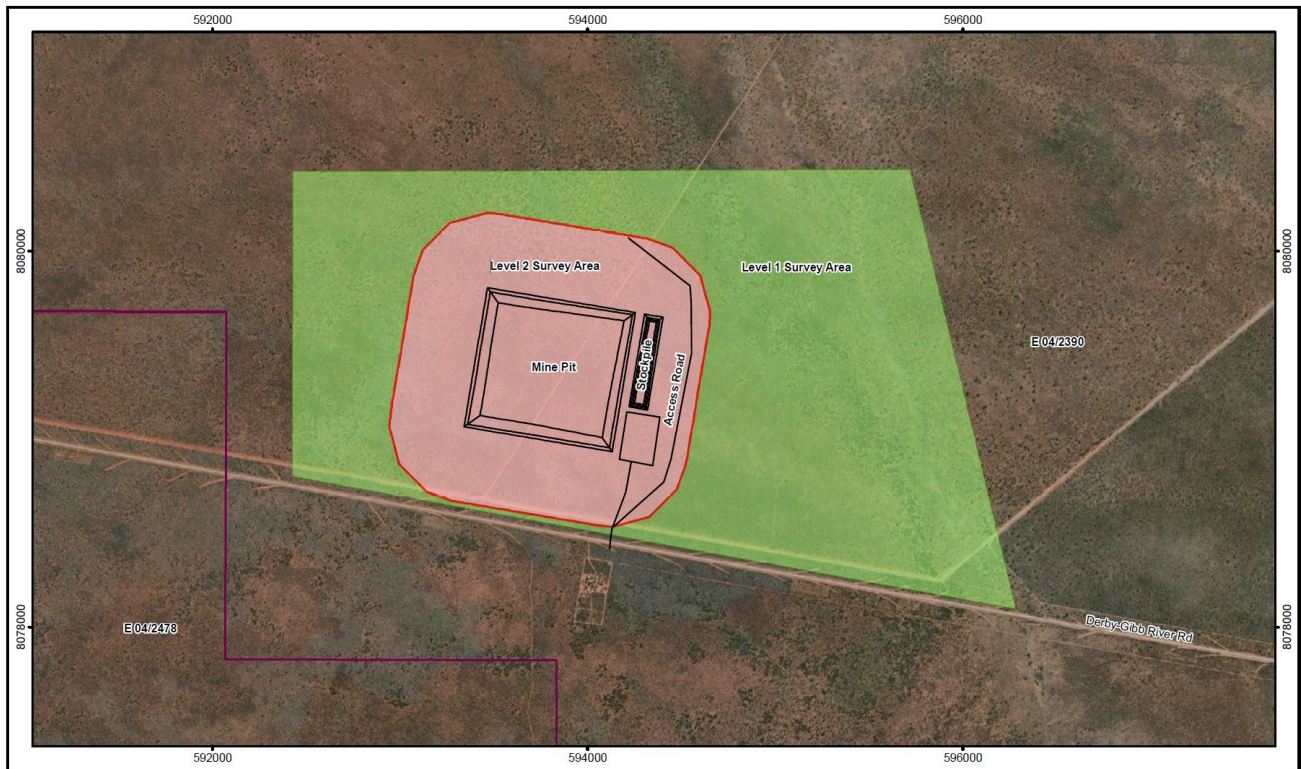 592000
594000
596000
8080000
8080000
Level 2 Survey Area
Level 1 Survey Area
E 04/2390
Mine Pit
Stockpile
Access Road
8078000
8078000
E 04/2478
Derby-Gibb River Rd
592000
594000
596000